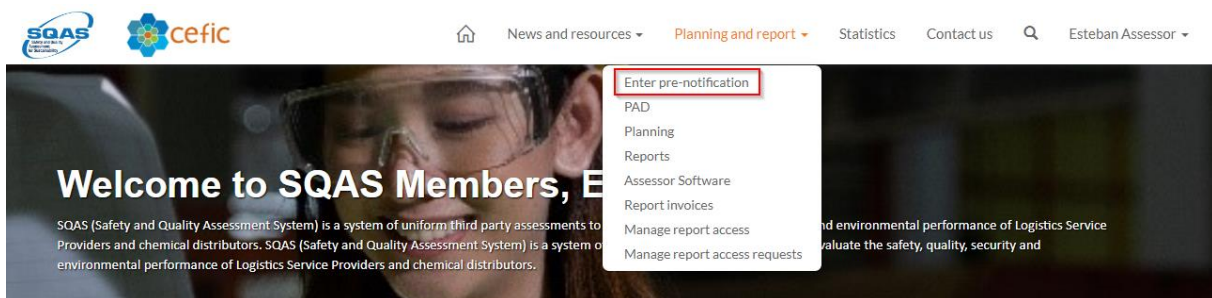 SQAS
cefic
News and resources
Planning and report
Statistics
Contact us
Esteban Assessor
Enter pre-notification
PAD
Planning
Reports
Assessor Software
Report invoices
Manage report access
Manage report access requests
Welcome to SQAS Members, E
SQAS (Safety and Quality Assessment System) is a system of uniform third party assessments to
nd environmental performance of Logistics Service
Providers and chemical distributors. SQAS (Safety and Quality Assessment System) is a system o
valuate the safety, quality, security and
environmental performance of Logistics Service Providers and chemical distributors.